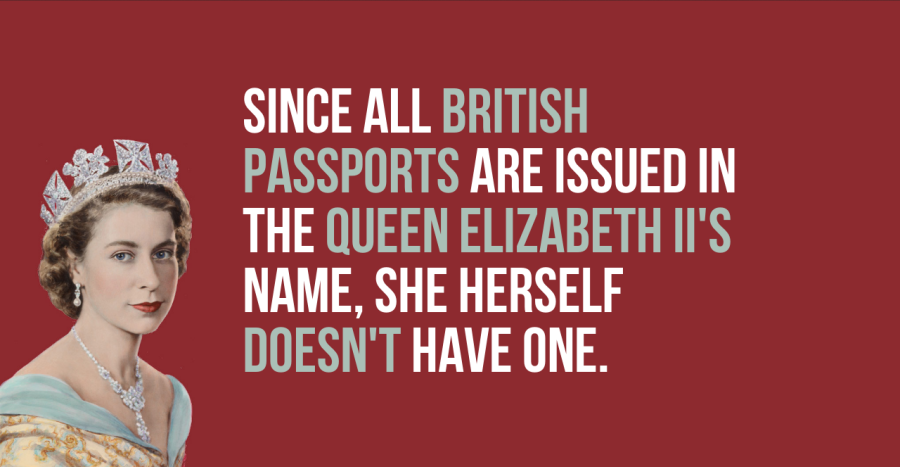 SINCE ALL BRITISH
PASSPORTS ARE ISSUED IN
THE QUEEN ELIZABETH II'S
NAME, SHE HERSELF
DOESN'T HAVE ONE.